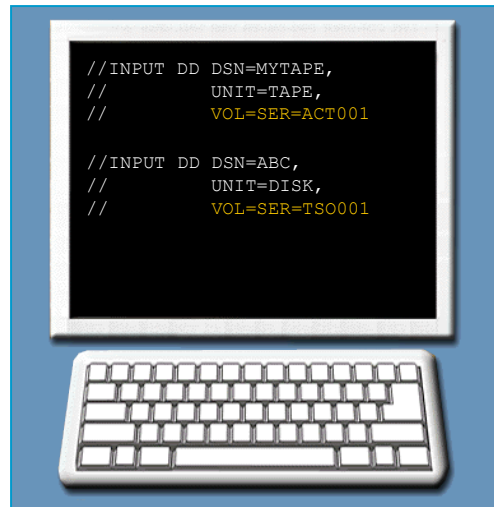 //INPUT DD DSN=MYTAPE,
//         UNIT=TAPE,
//         VOL=SER=ACT001
//INPUT DD DSN=ABC,
//         UNIT=DISK,
//         VOL=SER=TSO001